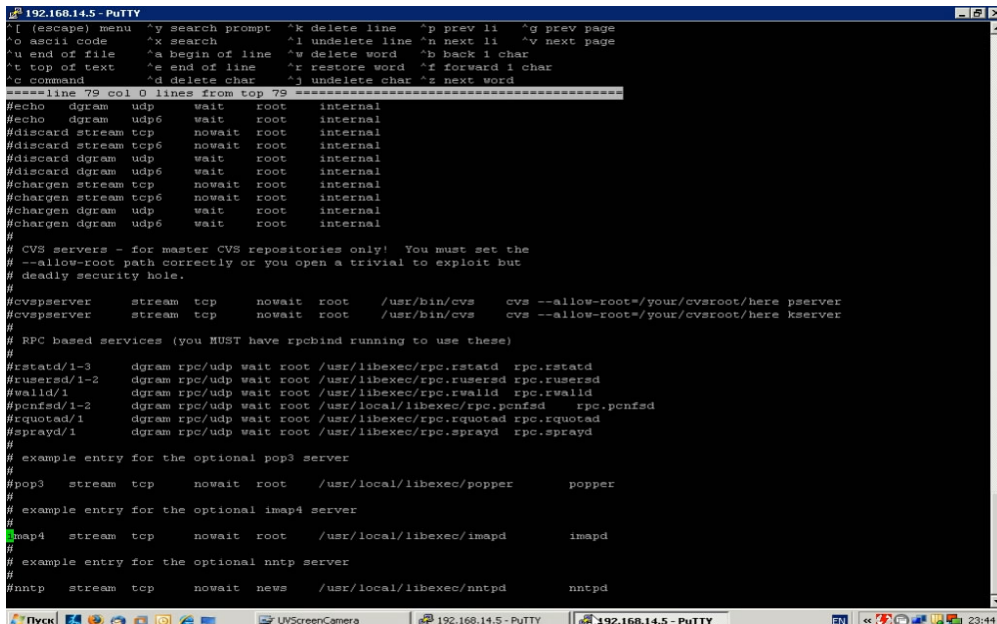 192.168.14.5 - PuTTY
^[ (escape) menu  ^y search prompt  ^k delete line   ^p prev li   ^g prev page
^o ascii code     ^x search         ^l undelete line ^n next li   ^v next page
^u end of file    ^a begin of line  ^w delete word   ^b back 1 char
^t top of text    ^e end of line    ^r restore word  ^f forward 1 char
^c command        ^d delete char    ^j undelete char ^z next word
=====line 79 col 0 lines from top 79 ==========================================
#echo   dgram   udp     wait    root    internal
#echo   dgram   udp6    wait    root    internal
#discard stream tcp     nowait  root    internal
#discard stream tcp6    nowait  root    internal
#discard dgram  udp     wait    root    internal
#discard dgram  udp6    wait    root    internal
#chargen stream tcp     nowait  root    internal
#chargen stream tcp6    nowait  root    internal
#chargen dgram  udp     wait    root    internal
#chargen dgram  udp6    wait    root    internal
#
# CVS servers - for master CVS repositories only!  You must set the
# --allow-root path correctly or you open a trivial to exploit but
# deadly security hole.
#
#cvspserver     stream  tcp     nowait  root    /usr/bin/cvs    cvs --allow-root=/your/cvsroot/here pserver
#cvspserver     stream  tcp     nowait  root    /usr/bin/cvs    cvs --allow-root=/your/cvsroot/here kserver
#
# RPC based services (you MUST have rpcbind running to use these)
#
#rstatd/1-3     dgram rpc/udp wait root /usr/libexec/rpc.rstatd  rpc.rstatd
#rusersd/1-2    dgram rpc/udp wait root /usr/libexec/rpc.rusersd rpc.rusersd
#walld/1        dgram rpc/udp wait root /usr/libexec/rpc.rwalld  rpc.rwalld
#pcnfsd/1-2     dgram rpc/udp wait root /usr/local/libexec/rpc.pcnfsd    rpc.pcnfsd
#rquotad/1      dgram rpc/udp wait root /usr/libexec/rpc.rquotad rpc.rquotad
#sprayd/1       dgram rpc/udp wait root /usr/libexec/rpc.sprayd  rpc.sprayd
#
# example entry for the optional pop3 server
#
#pop3   stream  tcp     nowait  root    /usr/local/libexec/popper       popper
#
# example entry for the optional imap4 server
#
imap4   stream  tcp     nowait  root    /usr/local/libexec/imapd        imapd
#
# example entry for the optional nntp server
#
#nntp   stream  tcp     nowait  news    /usr/local/libexec/nntpd        nntpd
Пуск UVScreenCamera 192.168.14.5 - PuTTY 192.168.14.5 - PuTTY EN 23:44